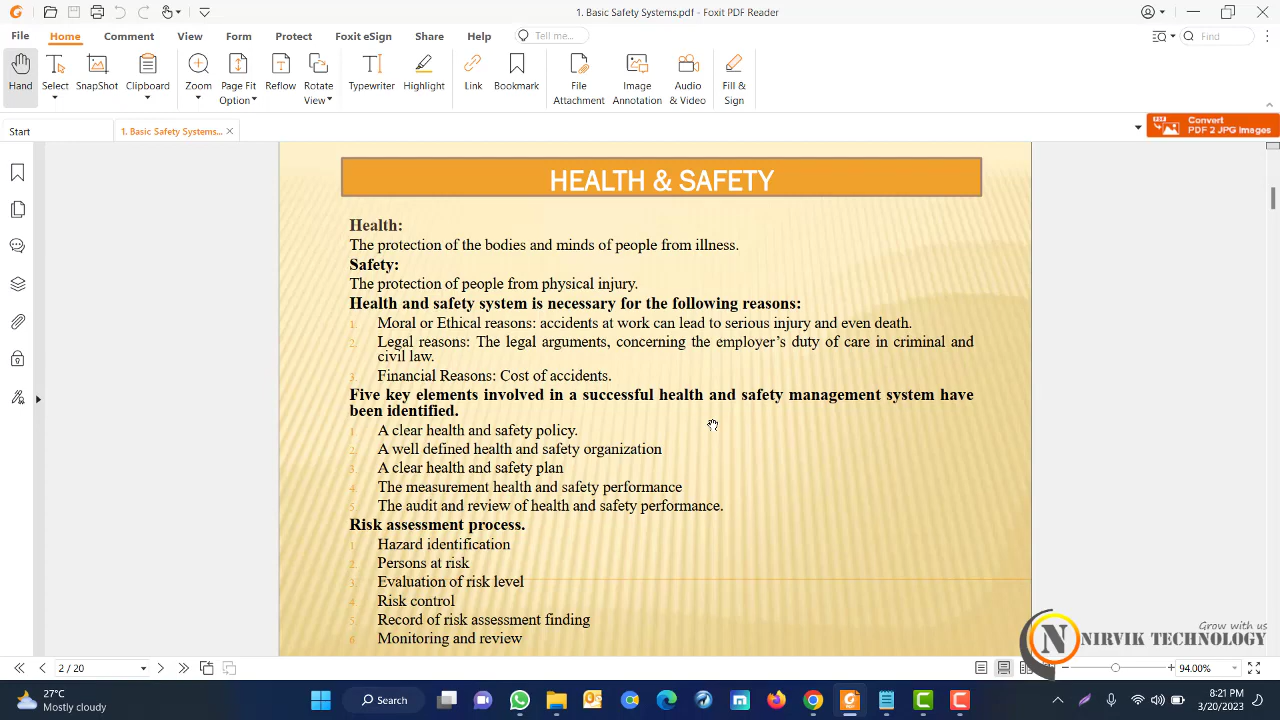 1. Basic Safety Systems.pdf - Foxit PDF Reader
File Home Comment View Form Protect Foxit eSign Share Help Tell me... Find
Hand Select SnapShot Clipboard Zoom Page Fit Option Reflow Rotate View Typewriter Highlight Link Bookmark File Attachment Image Annotation Audio & Video Fill & Sign
Start 1. Basic Safety Systems...
Convert
PDF 2 JPG Images
HEALTH & SAFETY
Health:
The protection of the bodies and minds of people from illness.
Safety:
The protection of people from physical injury.
Health and safety system is necessary for the following reasons:
1. Moral or Ethical reasons: accidents at work can lead to serious injury and even death.
2. Legal reasons: The legal arguments, concerning the employer's duty of care in criminal and
civil law.
3. Financial Reasons: Cost of accidents.
Five key elements involved in a successful health and safety management system have
been identified.
1. A clear health and safety policy.
2. A well defined health and safety organization
3. A clear health and safety plan
4. The measurement health and safety performance
5. The audit and review of health and safety performance.
Risk assessment process.
1. Hazard identification
2. Persons at risk
3. Evaluation of risk level
4. Risk control
5. Record of risk assessment finding
Monitoring and review
Grow with us
N NIRVIK TECHNOLOGY
2 / 20 94.00%
27°C
Mostly cloudy
Search
8:21 PM
3/20/2023